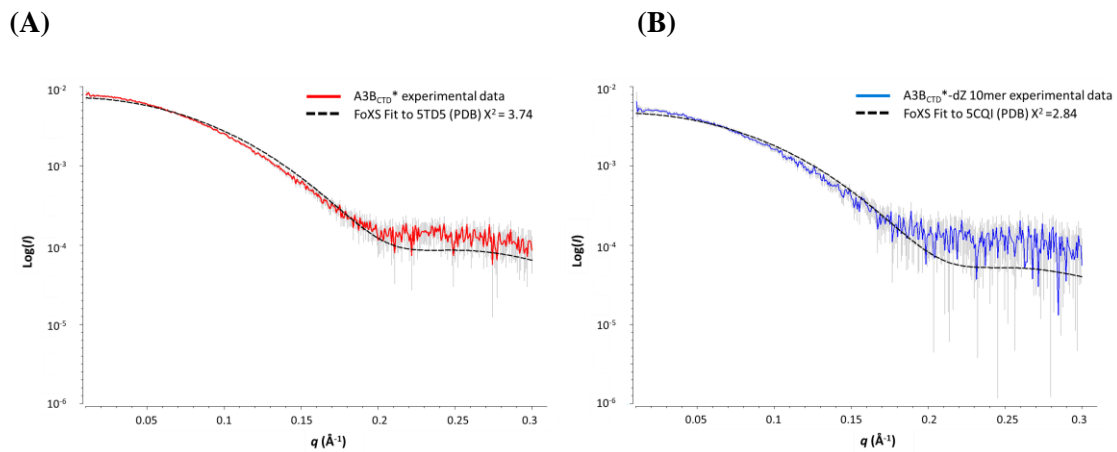 (A)
(B)
A3B_CTD* experimental data
FoXS Fit to 5TD5 (PDB) X² = 3.74
10⁻²
10⁻³
10⁻⁴
10⁻⁵
10⁻⁶
Log(I)
0.05 0.1 0.15 0.2 0.25 0.3
q (Å⁻¹)
A3B_CTD*-dZ 10mer experimental data
FoXS Fit to 5CQI (PDB) X² =2.84
10⁻²
10⁻³
10⁻⁴
10⁻⁵
10⁻⁶
Log(I)
0.05 0.1 0.15 0.2 0.25 0.3
q (Å⁻¹)